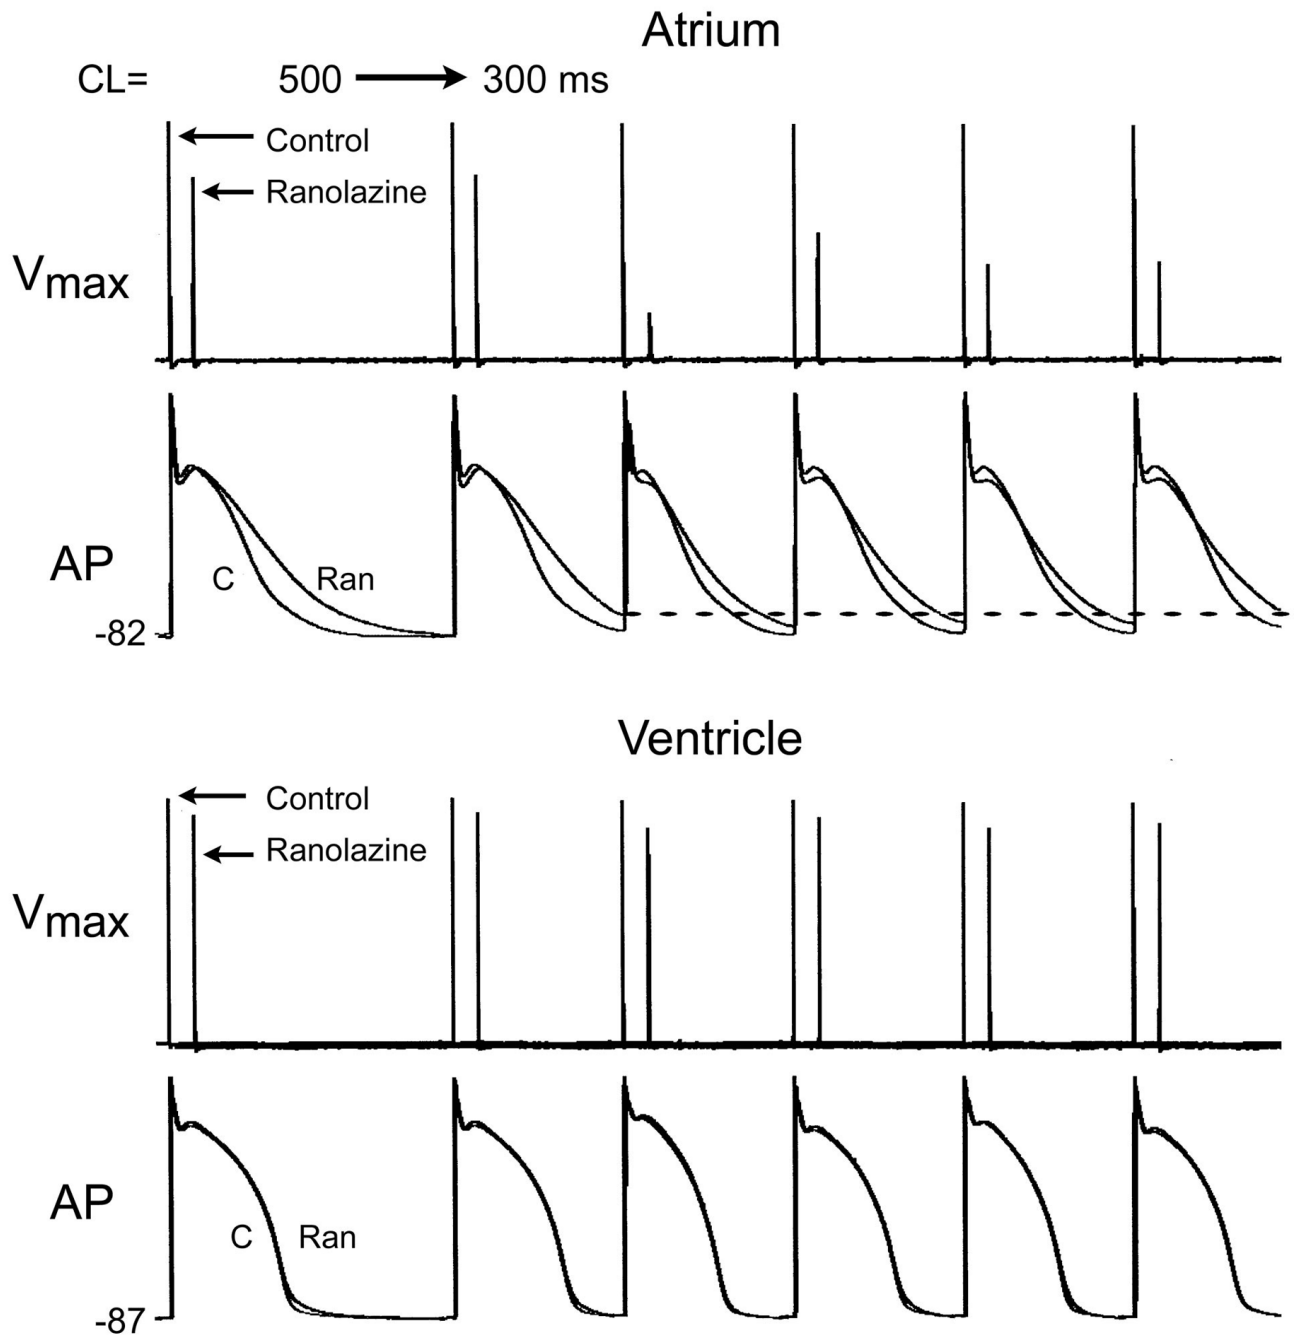 Atrium
CL= 500 300 ms
Control
Ranolazine
Vmax
AP
C Ran
-82
Ventricle
Control
Ranolazine
Vmax
AP
C Ran
-87